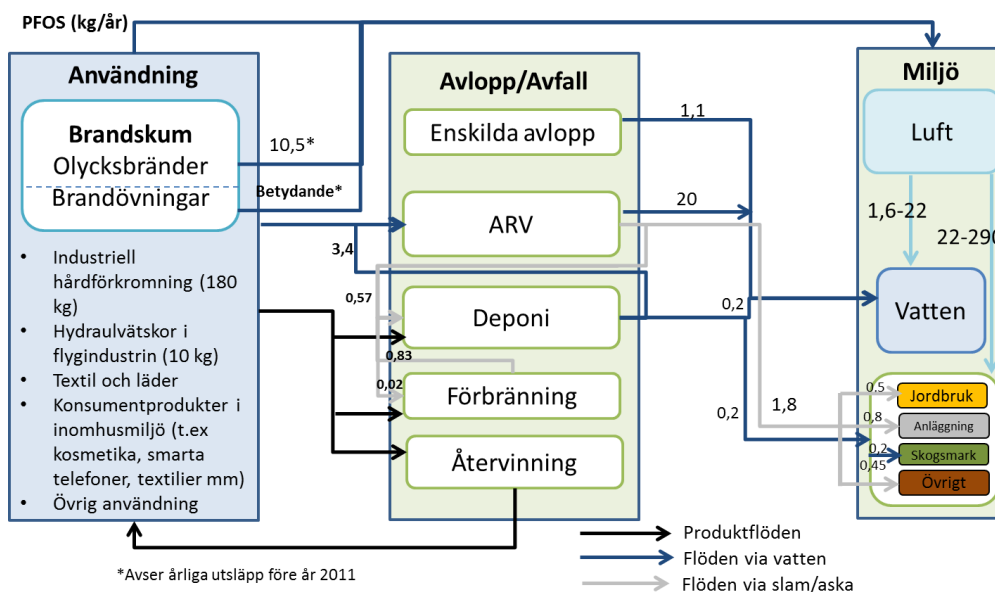 PFOS (kg/år)
Användning
Brandskum
Olycksbränder
Brandövningar
• Industriell
hårdförkromning (180
kg)
• Hydraulvätskor i
flygindustrin (10 kg)
• Textil och läder
• Konsumentprodukter i
inomhusmiljö (t.ex
kosmetika, smarta
telefoner, textilier mm)
• Övrig användning
10,5*
Betydande*
3,4
0,57
0,83
0,02
Avlopp/Avfall
Enskilda avlopp
ARV
Deponi
Förbränning
Återvinning
1,1
20
0,2
0,2
1,8
Miljö
Luft
1,6-22
22-290
Vatten
0,5
Jordbruk
0,8
Anläggning
0,2
Skogsmark
0,45
Övrigt
Produktflöden
Flöden via vatten
Flöden via slam/aska
*Avser årliga utsläpp före år 2011